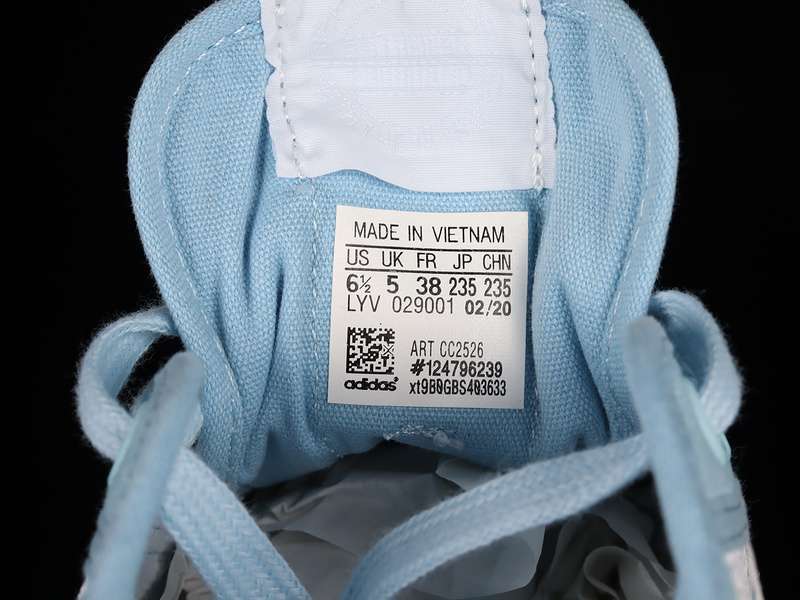 MADE IN VIETNAM
US UK FR JP CHN
6½ 5 38 235 235
LYV 029001 02/20
ART CC2526
#124796239
adidas xt9B0GBS403633